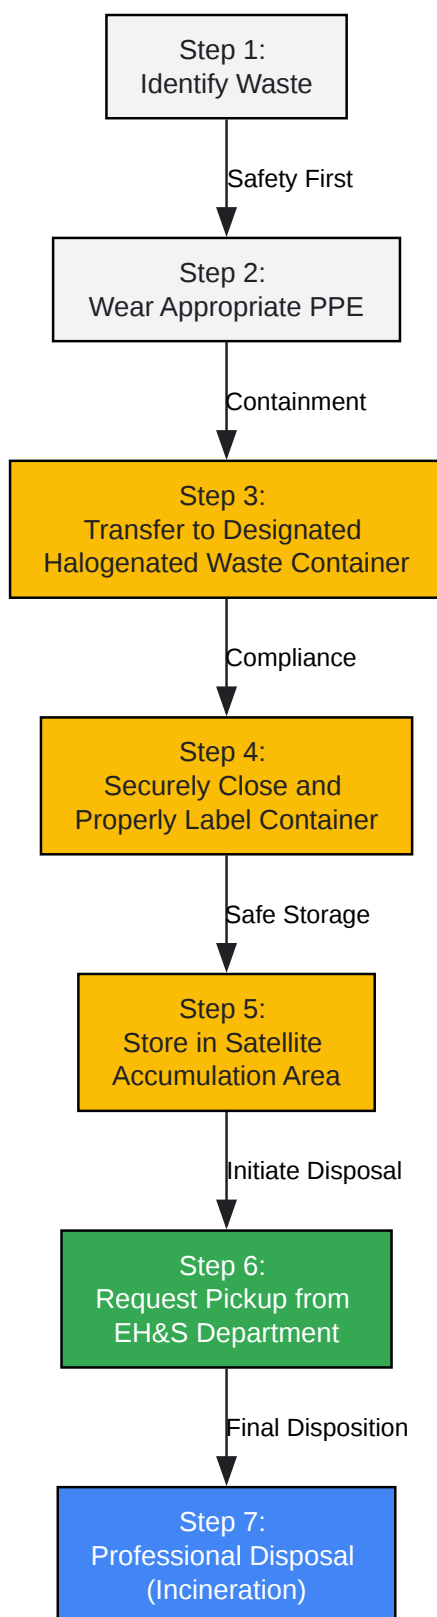 Step 1:
Identify Waste
Safety First
Step 2:
Wear Appropriate PPE
Containment
Step 3:
Transfer to Designated
Halogenated Waste Container
Compliance
Step 4:
Securely Close and
Properly Label Container
Safe Storage
Step 5:
Store in Satellite
Accumulation Area
Initiate Disposal
Step 6:
Request Pickup from
EH&S Department
Final Disposition
Step 7:
Professional Disposal
(Incineration)